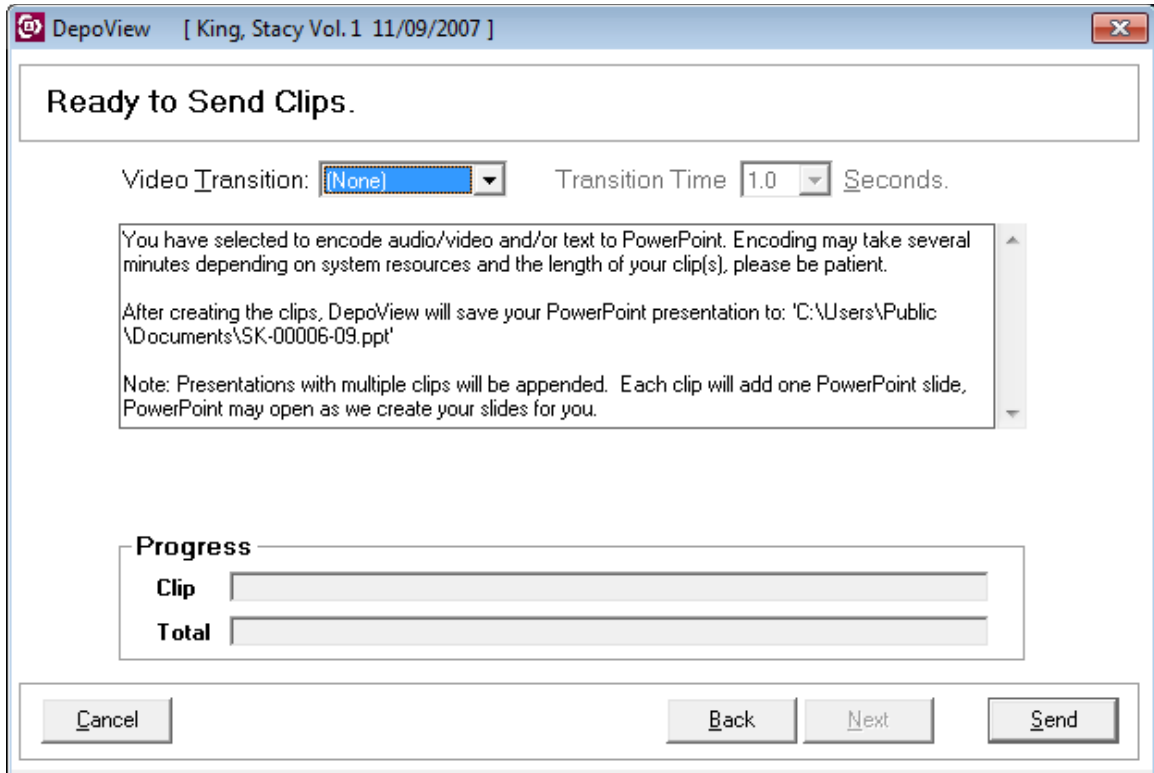 DepoView [ King, Stacy Vol. 1 11/09/2007 ]
Ready to Send Clips.
Video Transition: (None) Transition Time 1.0 Seconds.
You have selected to encode audio/video and/or text to PowerPoint. Encoding may take several
minutes depending on system resources and the length of your clip(s), please be patient.
After creating the clips, DepoView will save your PowerPoint presentation to: 'C:\Users\Public
\Documents\SK-00006-09.ppt'
Note: Presentations with multiple clips will be appended. Each clip will add one PowerPoint slide,
PowerPoint may open as we create your slides for you.
Progress
Clip
Total
Cancel Back Next Send